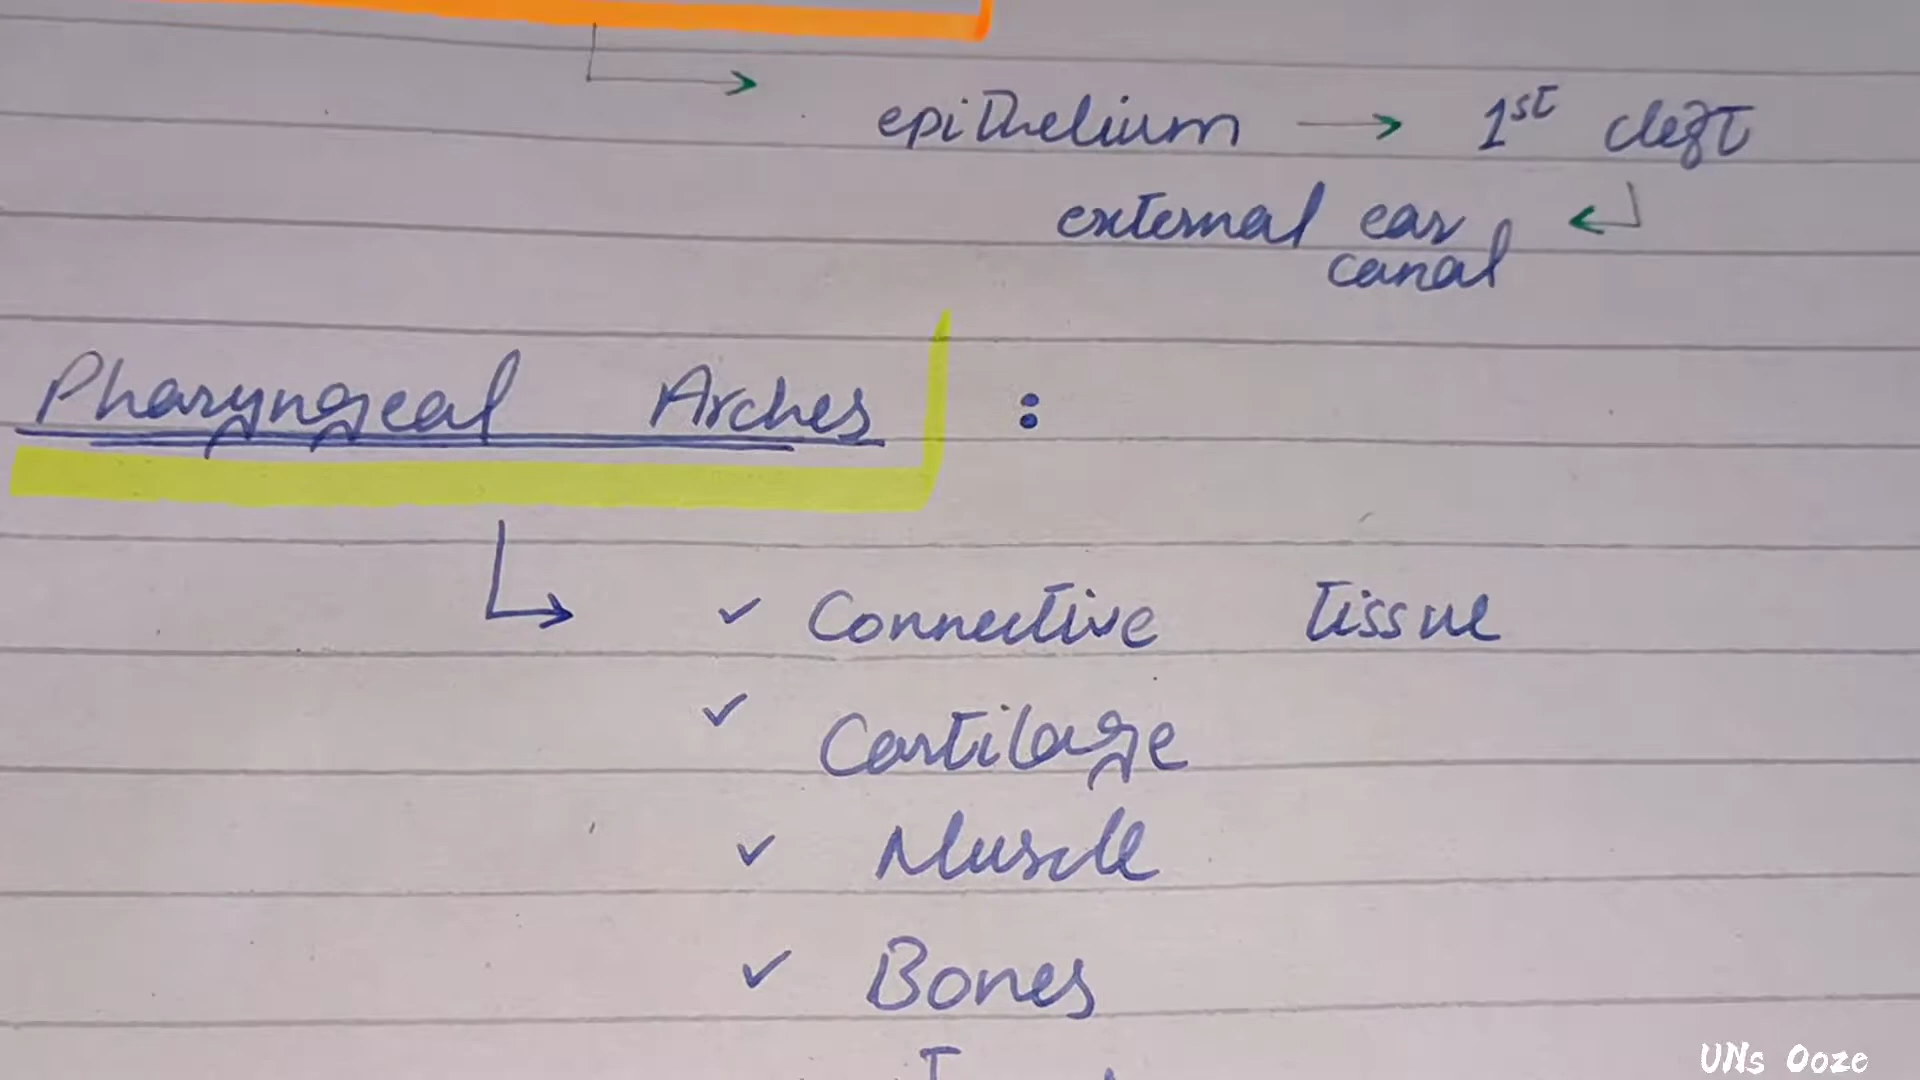 epithelium → 1st cleft
external ear
canal
Pharyngeal Arches :
✓ Connective tissue
✓ Cartilage
✓ Muscle
✓ Bones
UNs Ooze